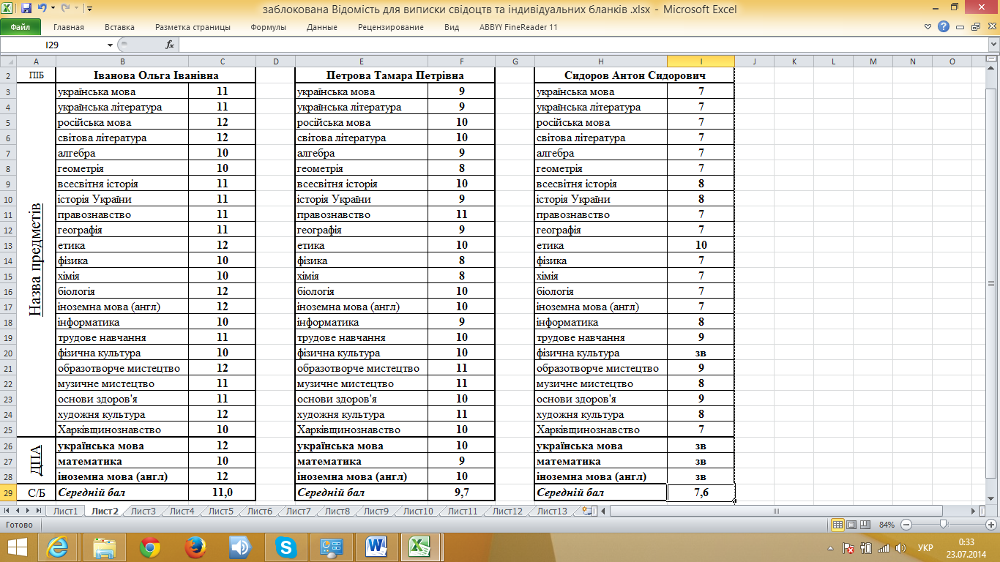 заблокована Відомість для виписки свідоцтв та індивідуальних бланків .xlsx - Microsoft Excel
Файл Главная Вставка Разметка страницы Формулы Данные Рецензирование Вид ABBYY FineReader 11
I29 fx
A B C D E F G H I J K L M N O
2 ПІБ Іванова Ольга Іванівна Петрова Тамара Петрівна Сидоров Антон Сидорович
Назва предметів
3 українська мова 11 українська мова 9 українська мова 7
4 українська література 11 українська література 9 українська література 7
5 російська мова 12 російська мова 10 російська мова 7
6 світова література 12 світова література 10 світова література 7
7 алгебра 10 алгебра 9 алгебра 7
8 геометрія 10 геометрія 8 геометрія 7
9 всесвітня історія 11 всесвітня історія 10 всесвітня історія 8
10 історія України 11 історія України 9 історія України 8
11 правознавство 11 правознавство 11 правознавство 7
12 географія 11 географія 9 географія 7
13 етика 12 етика 10 етика 10
14 фізика 10 фізика 8 фізика 7
15 хімія 10 хімія 8 хімія 7
16 біологія 12 біологія 10 біологія 7
17 іноземна мова (англ) 12 іноземна мова (англ) 10 іноземна мова (англ) 7
18 інформатика 10 інформатика 9 інформатика 8
19 трудове навчання 11 трудове навчання 10 трудове навчання 9
20 фізична культура 10 фізична культура 10 фізична культура зв
21 образотворче мистецтво 12 образотворче мистецтво 11 образотворче мистецтво 9
22 музичне мистецтво 11 музичне мистецтво 11 музичне мистецтво 8
23 основи здоров'я 11 основи здоров'я 10 основи здоров'я 9
24 художня культура 12 художня культура 11 художня культура 8
25 Харківщинознавство 10 Харківщинознавство 10 Харківщинознавство 7
ДПА
26 українська мова 12 українська мова 10 українська мова зв
27 математика 10 математика 9 математика зв
28 іноземна мова (англ) 12 іноземна мова (англ) 10 іноземна мова (англ) зв
29 С/Б Середній бал 11,0 Середній бал 9,7 Середній бал 7,6
Лист1 Лист2 Лист3 Лист4 Лист5 Лист6 Лист7 Лист8 Лист9 Лист10 Лист11 Лист12 Лист13
Готово 84%
УКР 0:33
23.07.2014